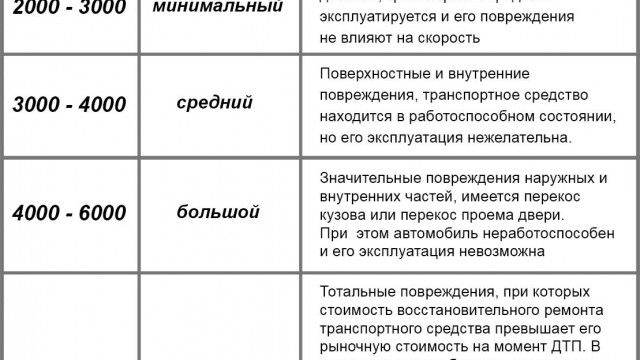 2000 - 3000
минимальный
эксплуатируется и его повреждения
не влияют на скорость
3000 - 4000
средний
Поверхностные и внутренние
повреждения, транспортное средство
находится в работоспособном состоянии,
но его эксплуатация нежелательна.
4000 - 6000
большой
Значительные повреждения наружных и
внутренних частей, имеется перекос
кузова или перекос проема двери.
При этом автомобиль неработоспособен
и его эксплуатация невозможна
Тотальные повреждения, при которых
стоимость восстановительного ремонта
транспортного средства превышает его
рыночную стоимость на момент ДТП. В